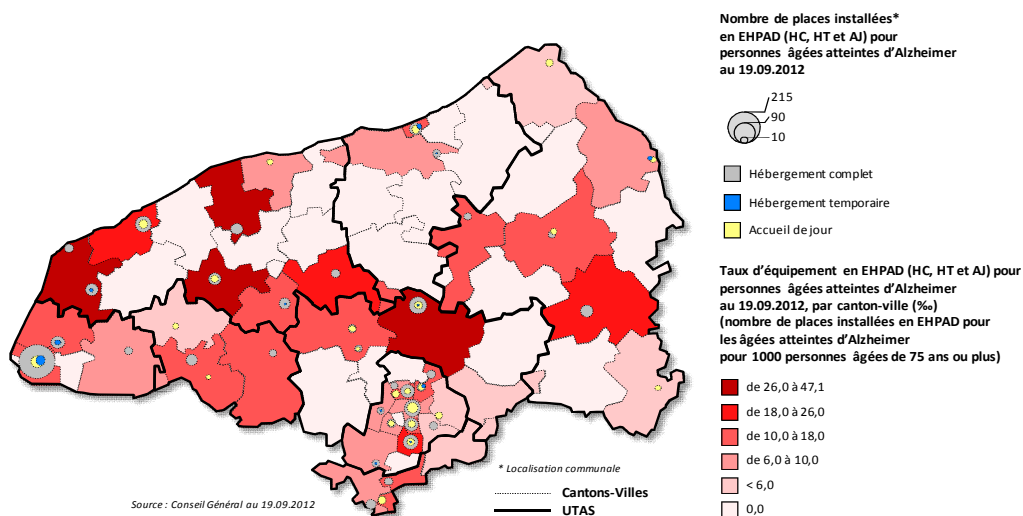 Nombre de places installées*
en EHPAD (HC, HT et AJ) pour
personnes âgées atteintes d'Alzheimer
au 19.09.2012
215
90
10
Hébergement complet
Hébergement temporaire
Accueil de jour
Taux d'équipement en EHPAD (HC, HT et AJ) pour
personnes âgées atteintes d'Alzheimer
au 19.09.2012, par canton-ville (‰)
(nombre de places installées en EHPAD pour
les âgées atteintes d'Alzheimer
pour 1000 personnes âgées de 75 ans ou plus)
de 26,0 à 47,1
de 18,0 à 26,0
de 10,0 à 18,0
de 6,0 à 10,0
< 6,0
0,0
* Localisation communale
Cantons-Villes
UTAS
Source : Conseil Général au 19.09.2012